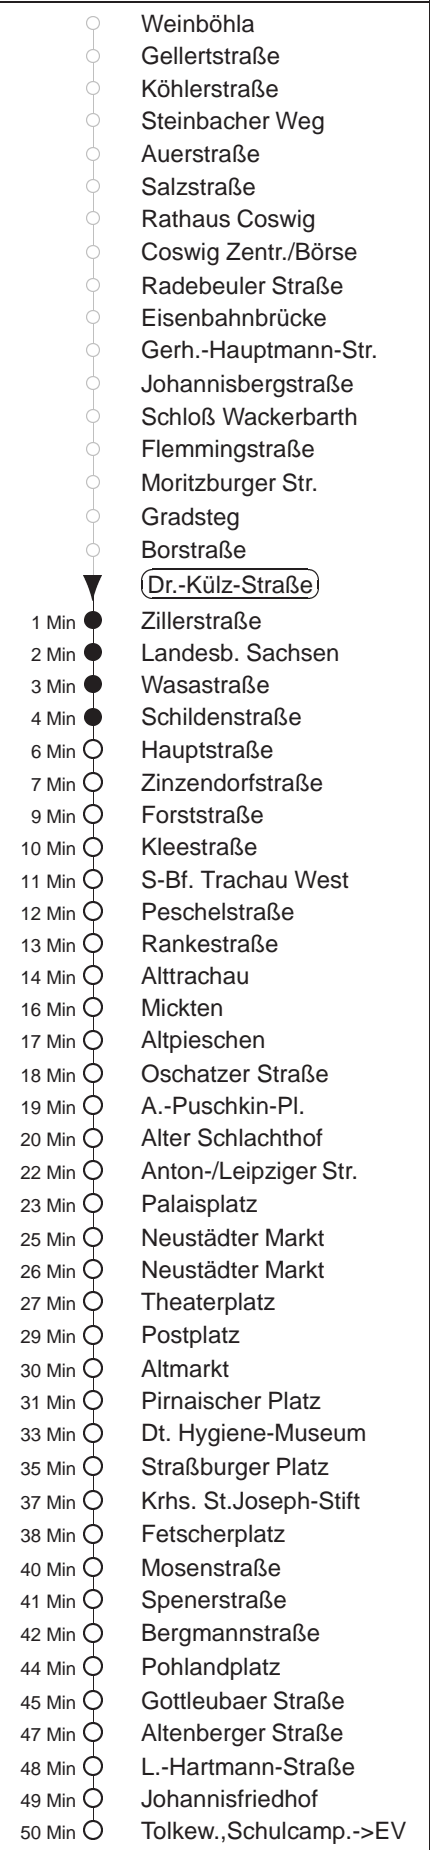 Weinböhla
Gellertstraße
Köhlerstraße
Steinbacher Weg
Auerstraße
Salzstraße
Rathaus Coswig
Coswig Zentr./Börse
Radebeuler Straße
Eisenbahnbrücke
Gerh.-Hauptmann-Str.
Johannisbergstraße
Schloß Wackerbarth
Flemmingstraße
Moritzburger Str.
Gradsteg
Borstraße
Dr.-Külz-Straße
1 Min Zillerstraße
2 Min Landesb. Sachsen
3 Min Wasastraße
4 Min Schildenstraße
6 Min Hauptstraße
7 Min Zinzendorfstraße
9 Min Forststraße
10 Min Kleestraße
11 Min S-Bf. Trachau West
12 Min Peschelstraße
13 Min Rankestraße
14 Min Alttrachau
16 Min Mickten
17 Min Altpieschen
18 Min Oschatzer Straße
19 Min A.-Puschkin-Pl.
20 Min Alter Schlachthof
22 Min Anton-/Leipziger Str.
23 Min Palaisplatz
25 Min Neustädter Markt
26 Min Neustädter Markt
27 Min Theaterplatz
29 Min Postplatz
30 Min Altmarkt
31 Min Pirnaischer Platz
33 Min Dt. Hygiene-Museum
35 Min Straßburger Platz
37 Min Krhs. St.Joseph-Stift
38 Min Fetscherplatz
40 Min Mosenstraße
41 Min Spenerstraße
42 Min Bergmannstraße
44 Min Pohlandplatz
45 Min Gottleubaer Straße
47 Min Altenberger Straße
48 Min L.-Hartmann-Straße
49 Min Johannisfriedhof
50 Min Tolkew.,Schulcamp.->EV